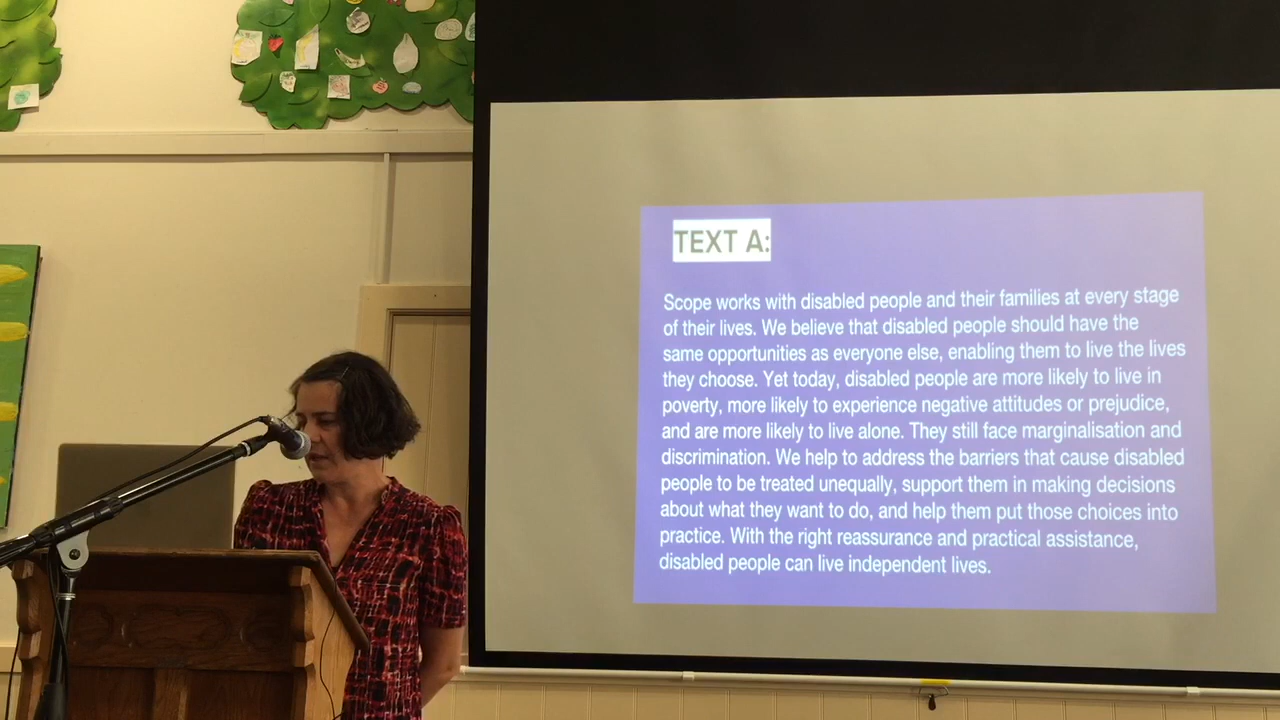 TEXT A:
Scope works with disabled people and their families at every stage
of their lives. We believe that disabled people should have the
same opportunities as everyone else, enabling them to live the lives
they choose. Yet today, disabled people are more likely to live in
poverty, more likely to experience negative attitudes or prejudice,
and are more likely to live alone. They still face marginalisation and
discrimination. We help to address the barriers that cause disabled
people to be treated unequally, support them in making decisions
about what they want to do, and help them put those choices into
practice. With the right reassurance and practical assistance,
disabled people can live independent lives.